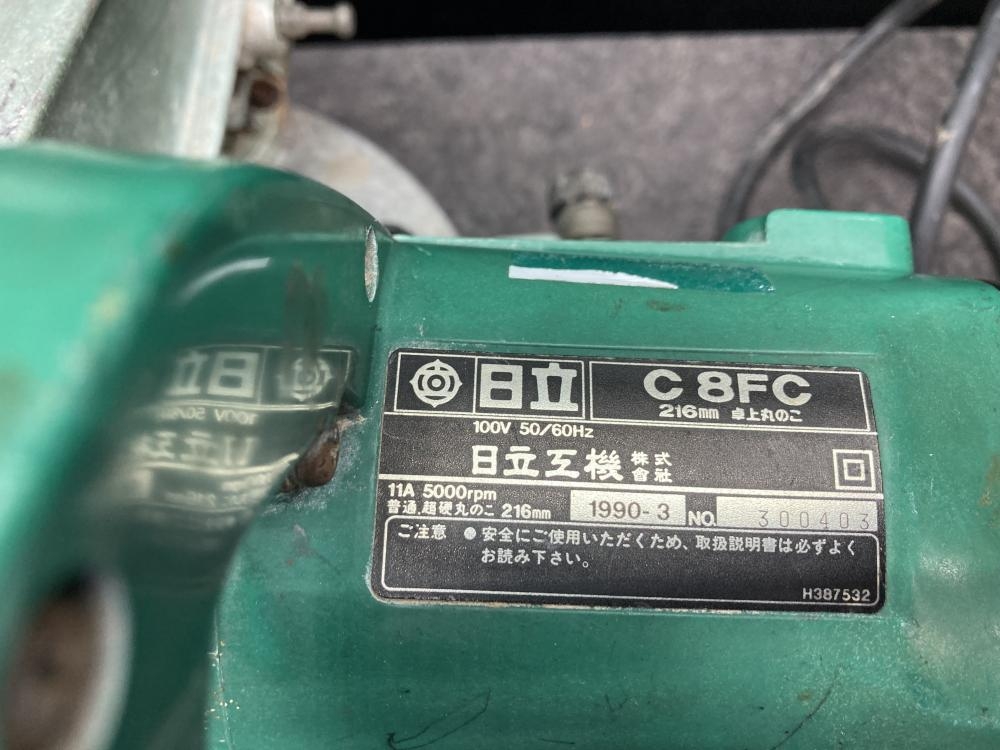 日立
C 8FC
216mm 卓上丸のこ
100V 50/60Hz
日立工機 株式會社
11A 5000rpm
普通,超硬丸のこ 216mm
1990-3 NO. 300403
ご注意 ● 安全にご使用いただくため、取扱説明書は必ずよく
お読み下さい。
H387532